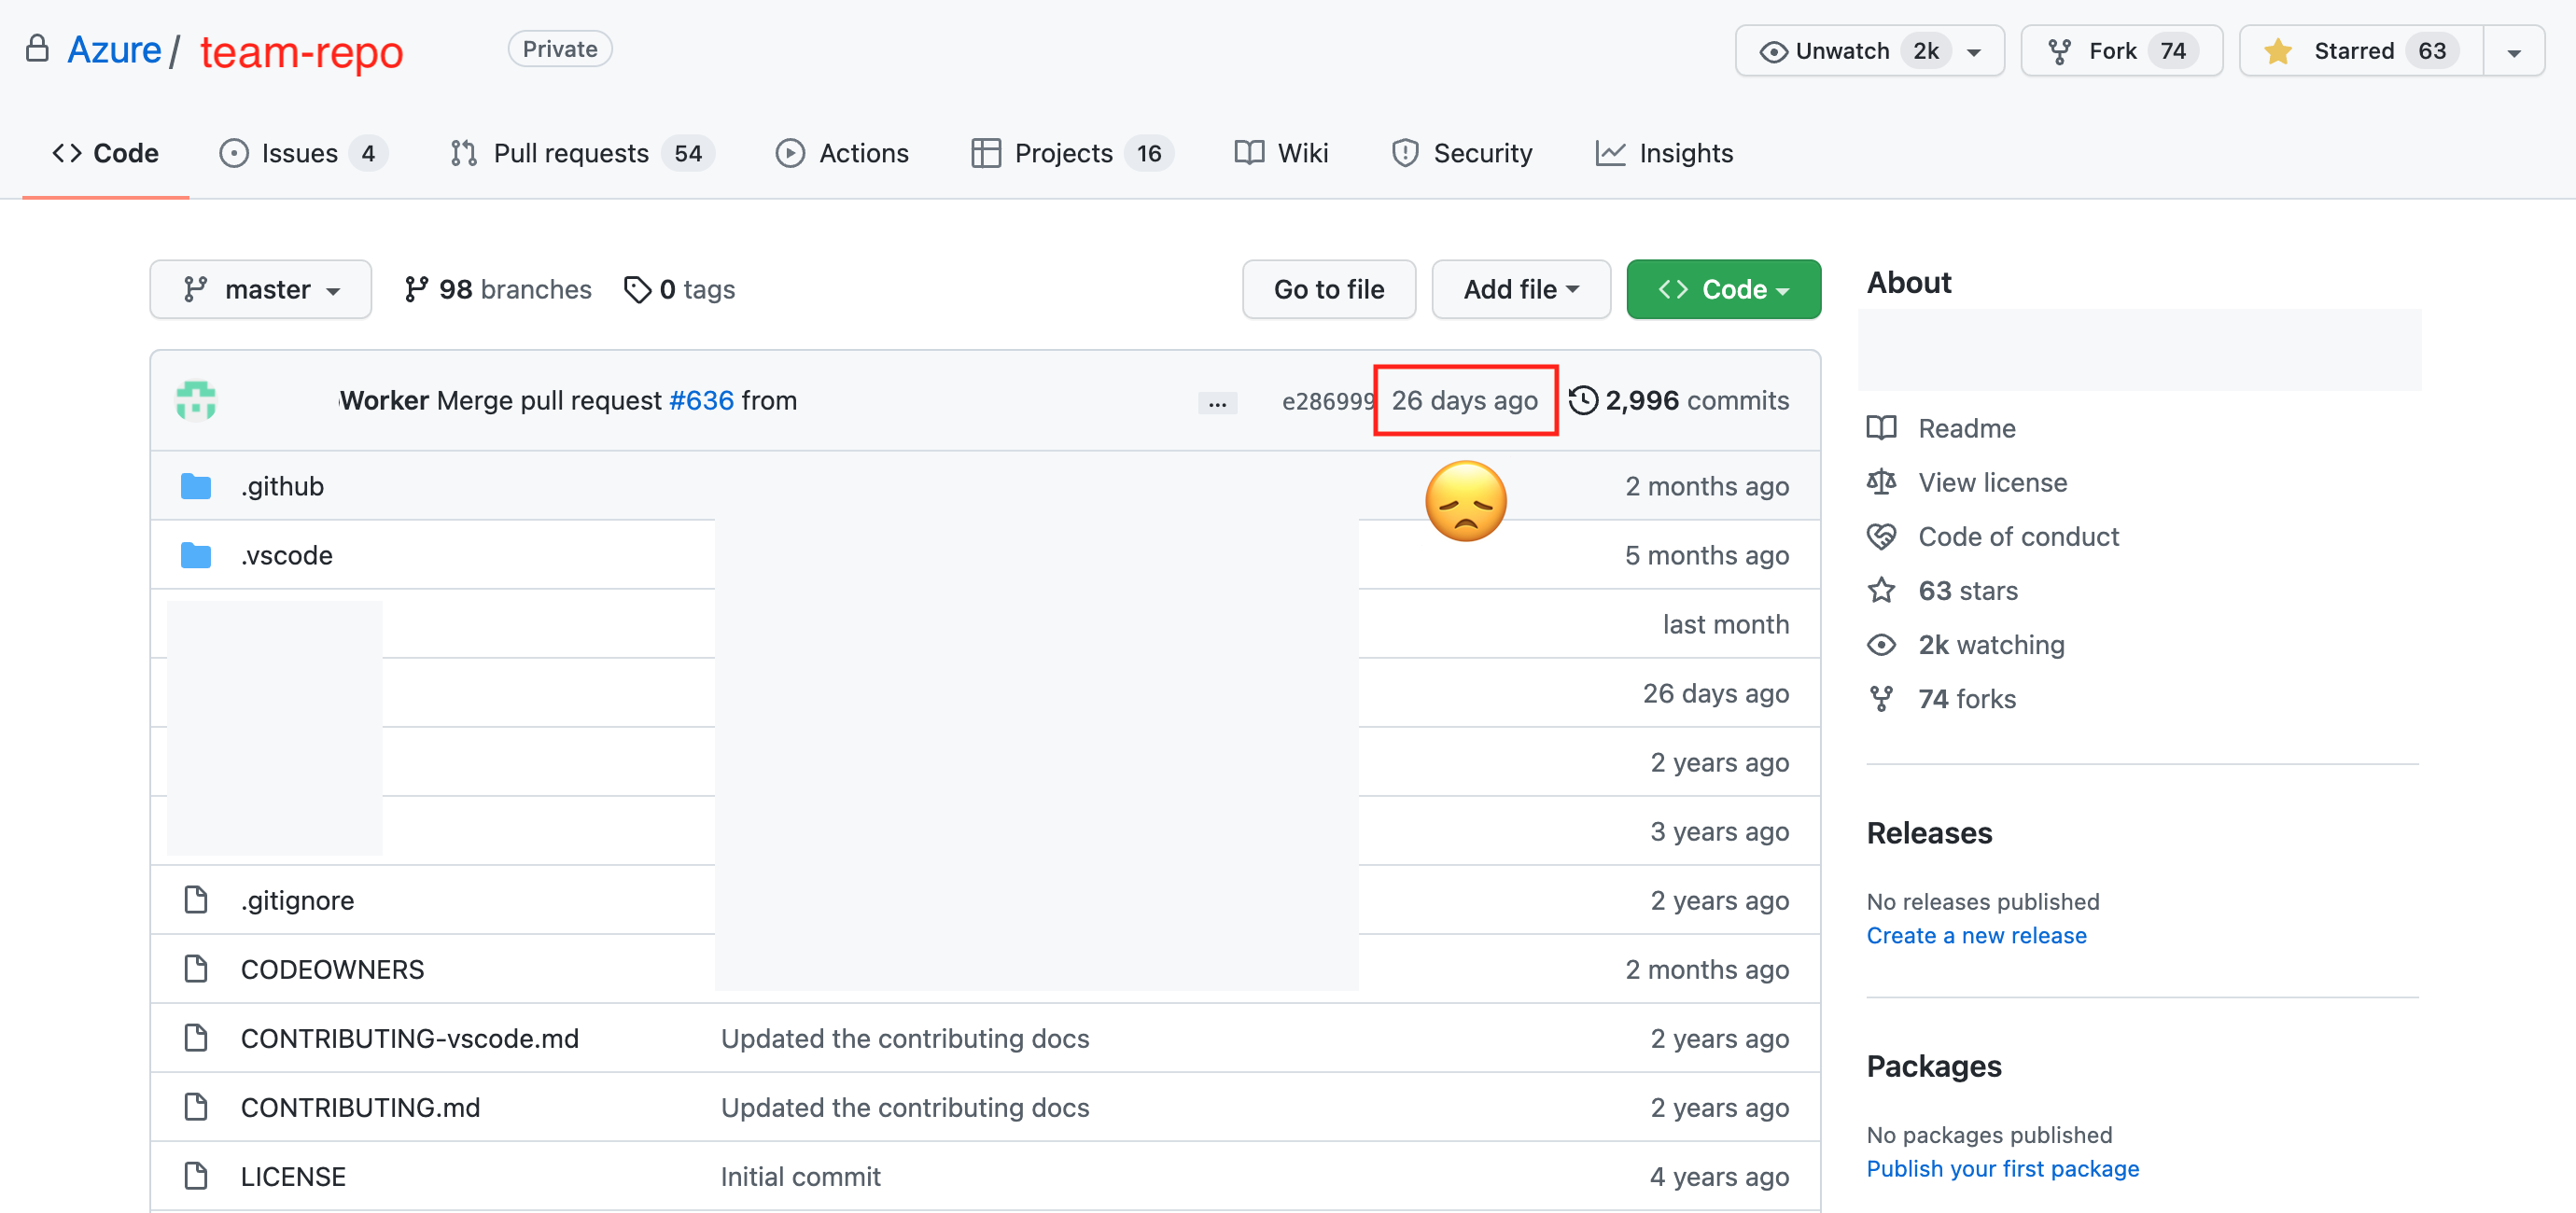 Azure / team-repo Private Unwatch 2k Fork 74 Starred 63
Code Issues 4 Pull requests 54 Actions Projects 16 Wiki Security Insights
master 98 branches 0 tags Go to file Add file Code
Worker Merge pull request #636 from ... e286999 26 days ago 2,996 commits
.github 2 months ago
.vscode 5 months ago
last month
26 days ago
2 years ago
3 years ago
.gitignore 2 years ago
CODEOWNERS 2 months ago
CONTRIBUTING-vscode.md Updated the contributing docs 2 years ago
CONTRIBUTING.md Updated the contributing docs 2 years ago
LICENSE Initial commit 4 years ago
About
Readme
View license
Code of conduct
63 stars
2k watching
74 forks
Releases
No releases published
Create a new release
Packages
No packages published
Publish your first package